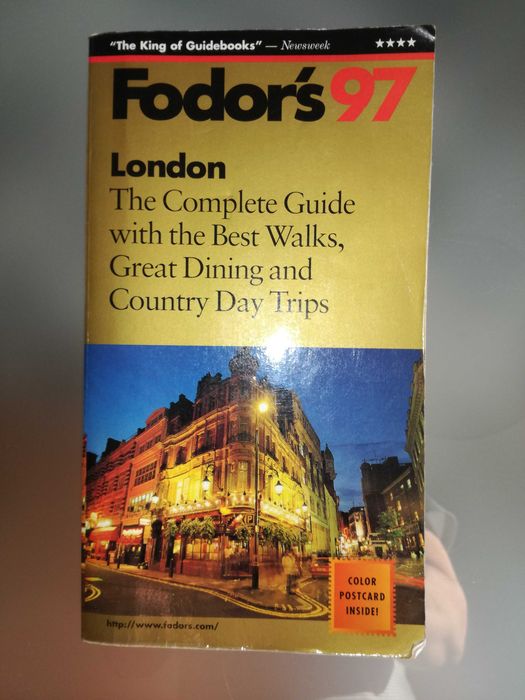 "The King of Guidebooks" — Newsweek ★★★★
Fodor's 97
London
The Complete Guide
with the Best Walks,
Great Dining and
Country Day Trips
COLOR
POSTCARD
INSIDE!
http://www.fodors.com/